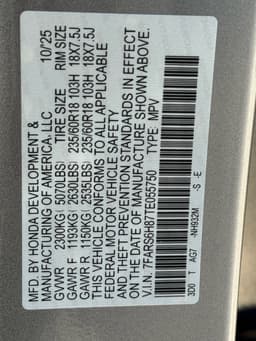 MFD. BY HONDA DEVELOPMENT &
MANUFACTURING OF AMERICA, LLC 10/25
GVWR 2300KG( 5070LBS) TIRE SIZE RIM SIZE
GAWR F 1193KG( 2630LBS) 235/60R18 103H 18X7.5J
GAWR R 1150KG( 2535LBS) 235/60R18 103H 18X7.5J
THIS VEHICLE CONFORMS TO ALL APPLICABLE
FEDERAL MOTOR VEHICLE SAFETY
AND THEFT PREVENTION STANDARDS IN EFFECT
ON THE DATE OF MANUFACTURE SHOWN ABOVE.
V.I.N. 7FARS6H87TE055750 TYPE: MPV
3D0 T AG7 -NH932M -S -E